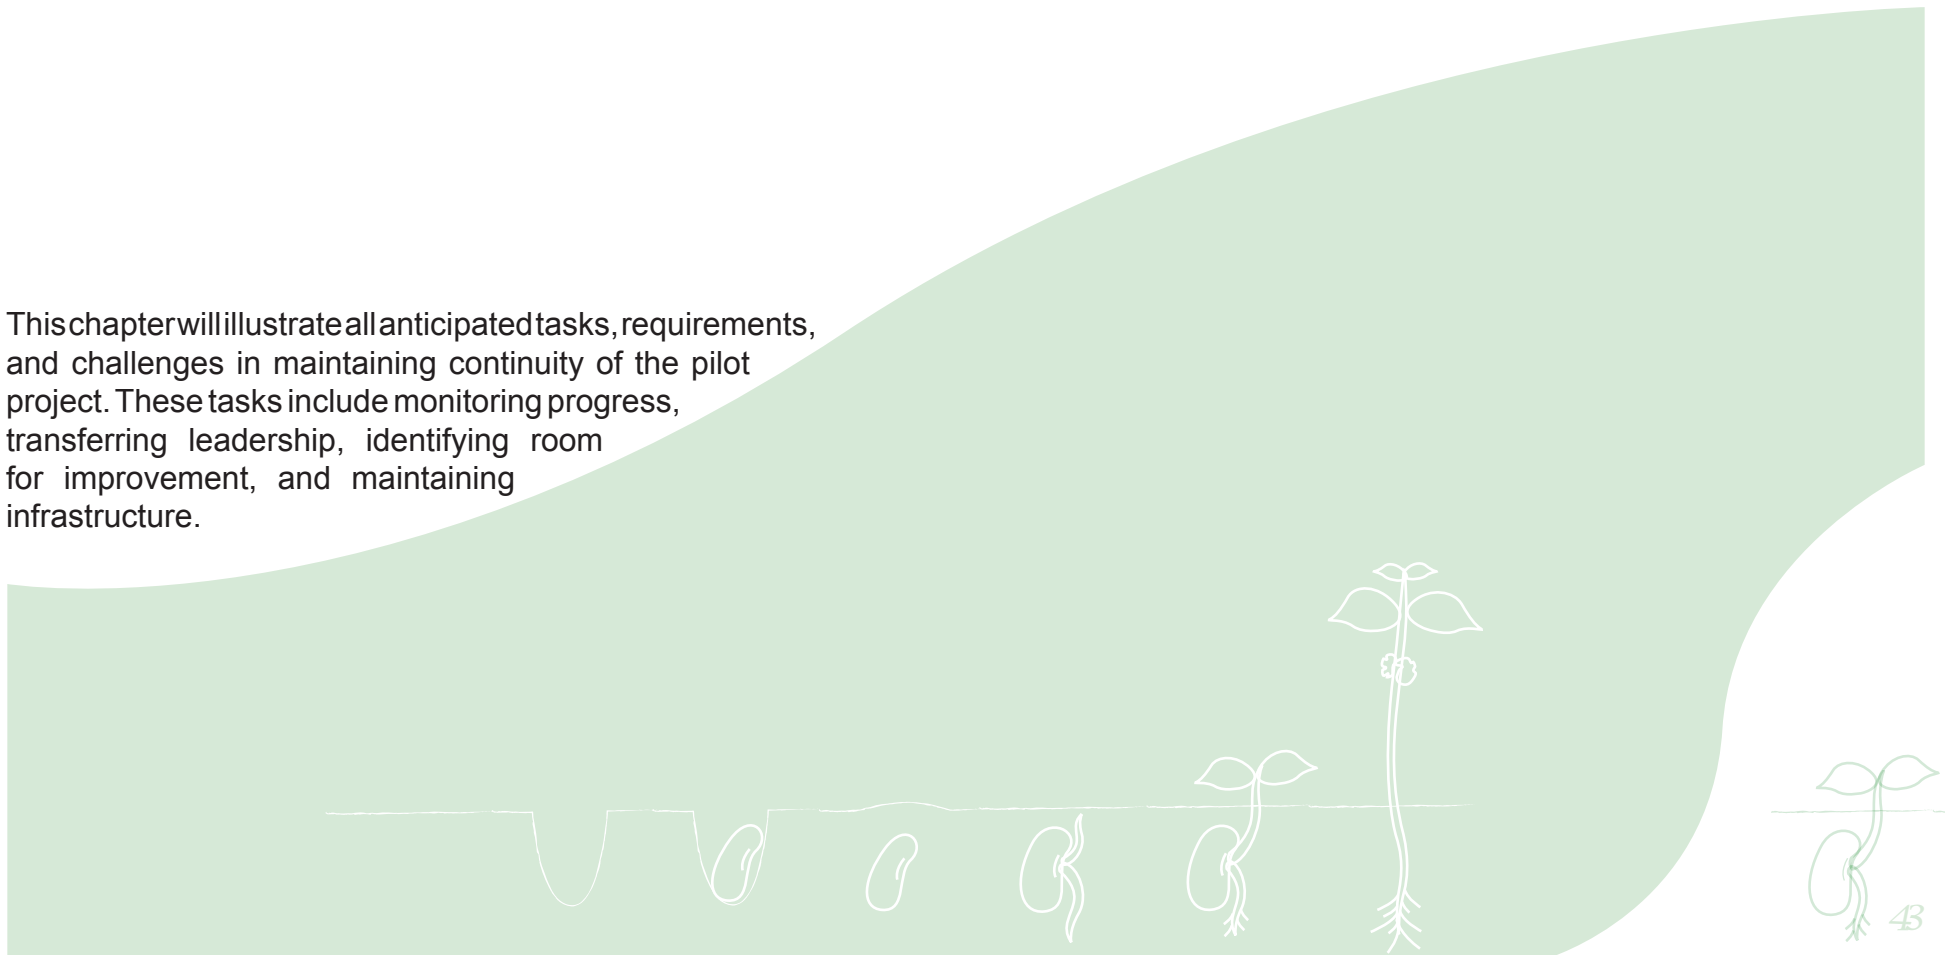 This chapter will illustrate all anticipated tasks, requirements,
and challenges in maintaining continuity of the pilot
project. These tasks include monitoring progress,
transferring leadership, identifying room
for improvement, and maintaining
infrastructure.
43